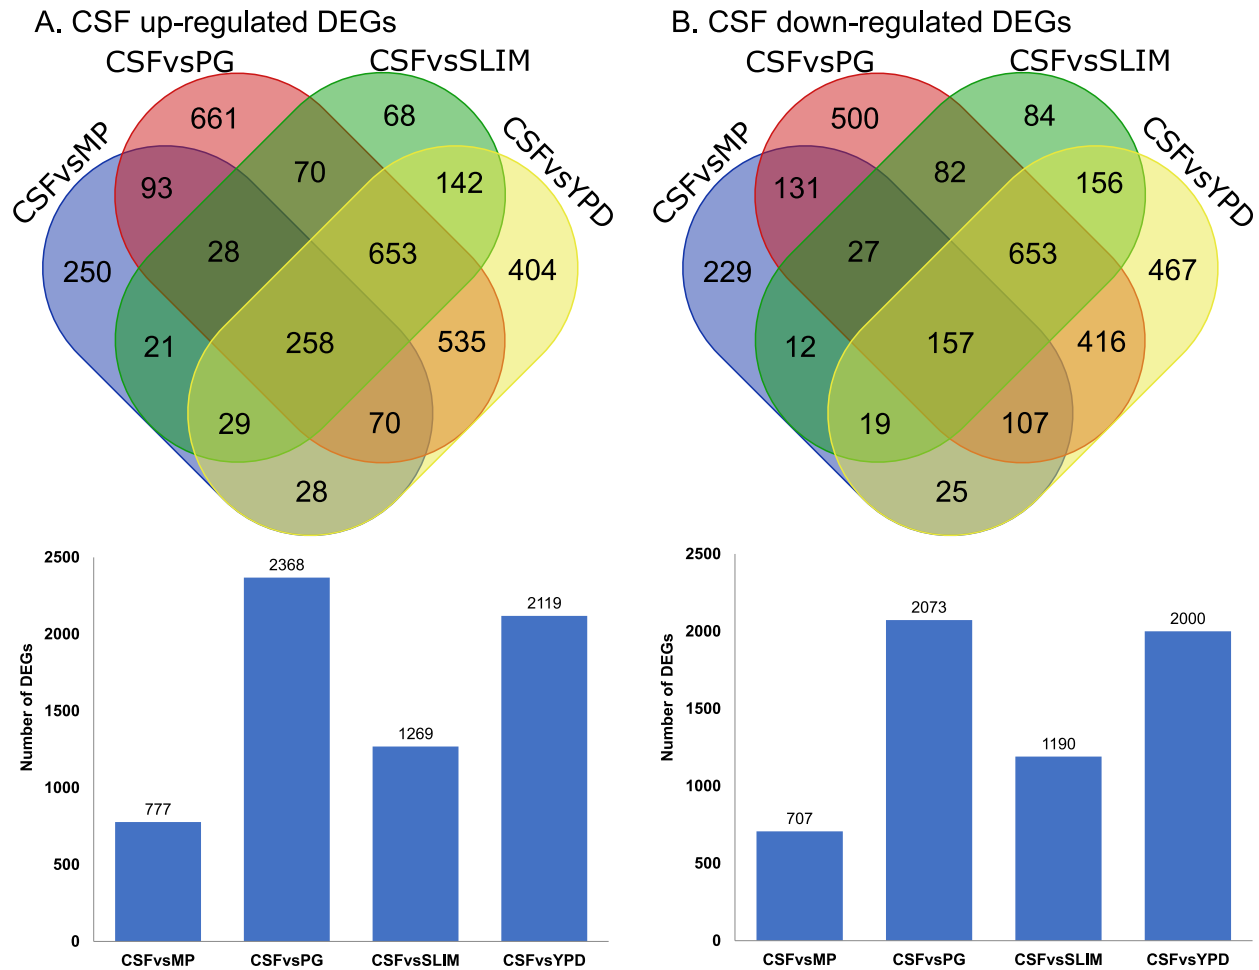 A. CSF up-regulated DEGs
CSFvsPG
CSFvsSLIM
CSFvsMP
CSFvsYPD
661
68
93
70
142
250
28
653
404
21
258
535
29
70
28
2500
2000
1500
1000
500
0
Number of DEGs
777
2368
1269
2119
CSFvsMP
CSFvsPG
CSFvsSLIM
CSFvsYPD
B. CSF down-regulated DEGs
CSFvsPG
CSFvsSLIM
CSFvsMP
CSFvsYPD
500
84
131
82
156
229
27
653
467
12
157
416
19
107
25
2500
2000
1500
1000
500
0
Number of DEGs
707
2073
1190
2000
CSFvsMP
CSFvsPG
CSFvsSLIM
CSFvsYPD